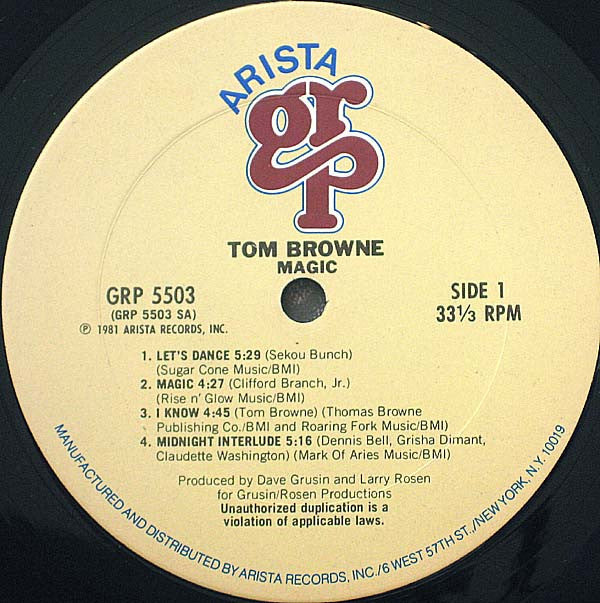 ARISTA
grp
TOM BROWNE
MAGIC
GRP 5503
(GRP 5503 SA)
℗ 1981 ARISTA RECORDS, INC.
SIDE 1
33⅓ RPM
1. LET'S DANCE 5:29 (Sekou Bunch)
(Sugar Cone Music/BMI)
2. MAGIC 4:27 (Clifford Branch, Jr.)
(Rise n' Glow Music/BMI)
3. I KNOW 4:45 (Tom Browne) (Thomas Browne
Publishing Co./BMI and Roaring Fork Music/BMI)
4. MIDNIGHT INTERLUDE 5:16 (Dennis Bell, Grisha Dimant,
Claudette Washington) (Mark Of Aries Music/BMI)
Produced by Dave Grusin and Larry Rosen
for Grusin/Rosen Productions
Unauthorized duplication is a
violation of applicable laws.
MANUFACTURED AND DISTRIBUTED BY ARISTA RECORDS, INC./6 WEST 57TH ST./NEW YORK, N.Y. 10019